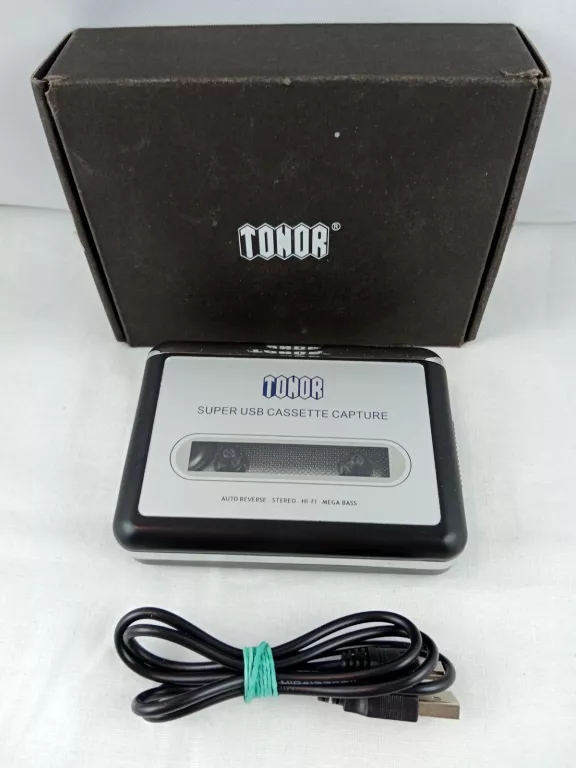 TONOR®
TONOR
SUPER USB CASSETTE CAPTURE
AUTO REVERSE · STEREO · HI-FI · MEGA BASS